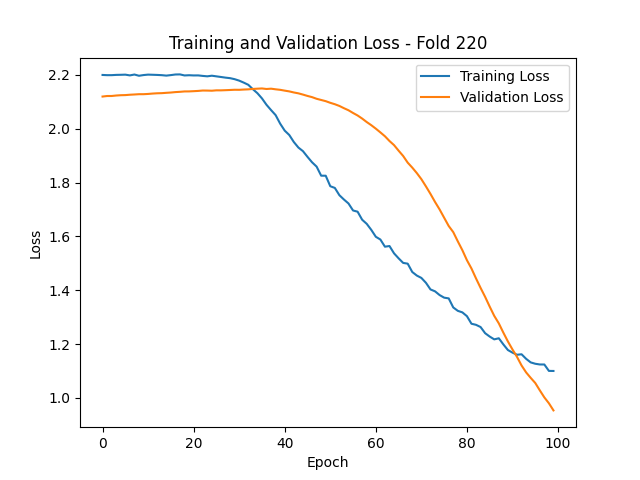 Training and Validation Loss - Fold 220
Training Loss
Validation Loss
2.2
2.0
1.8
1.6
1.4
1.2
1.0
Loss
0 20 40 60 80 100
Epoch